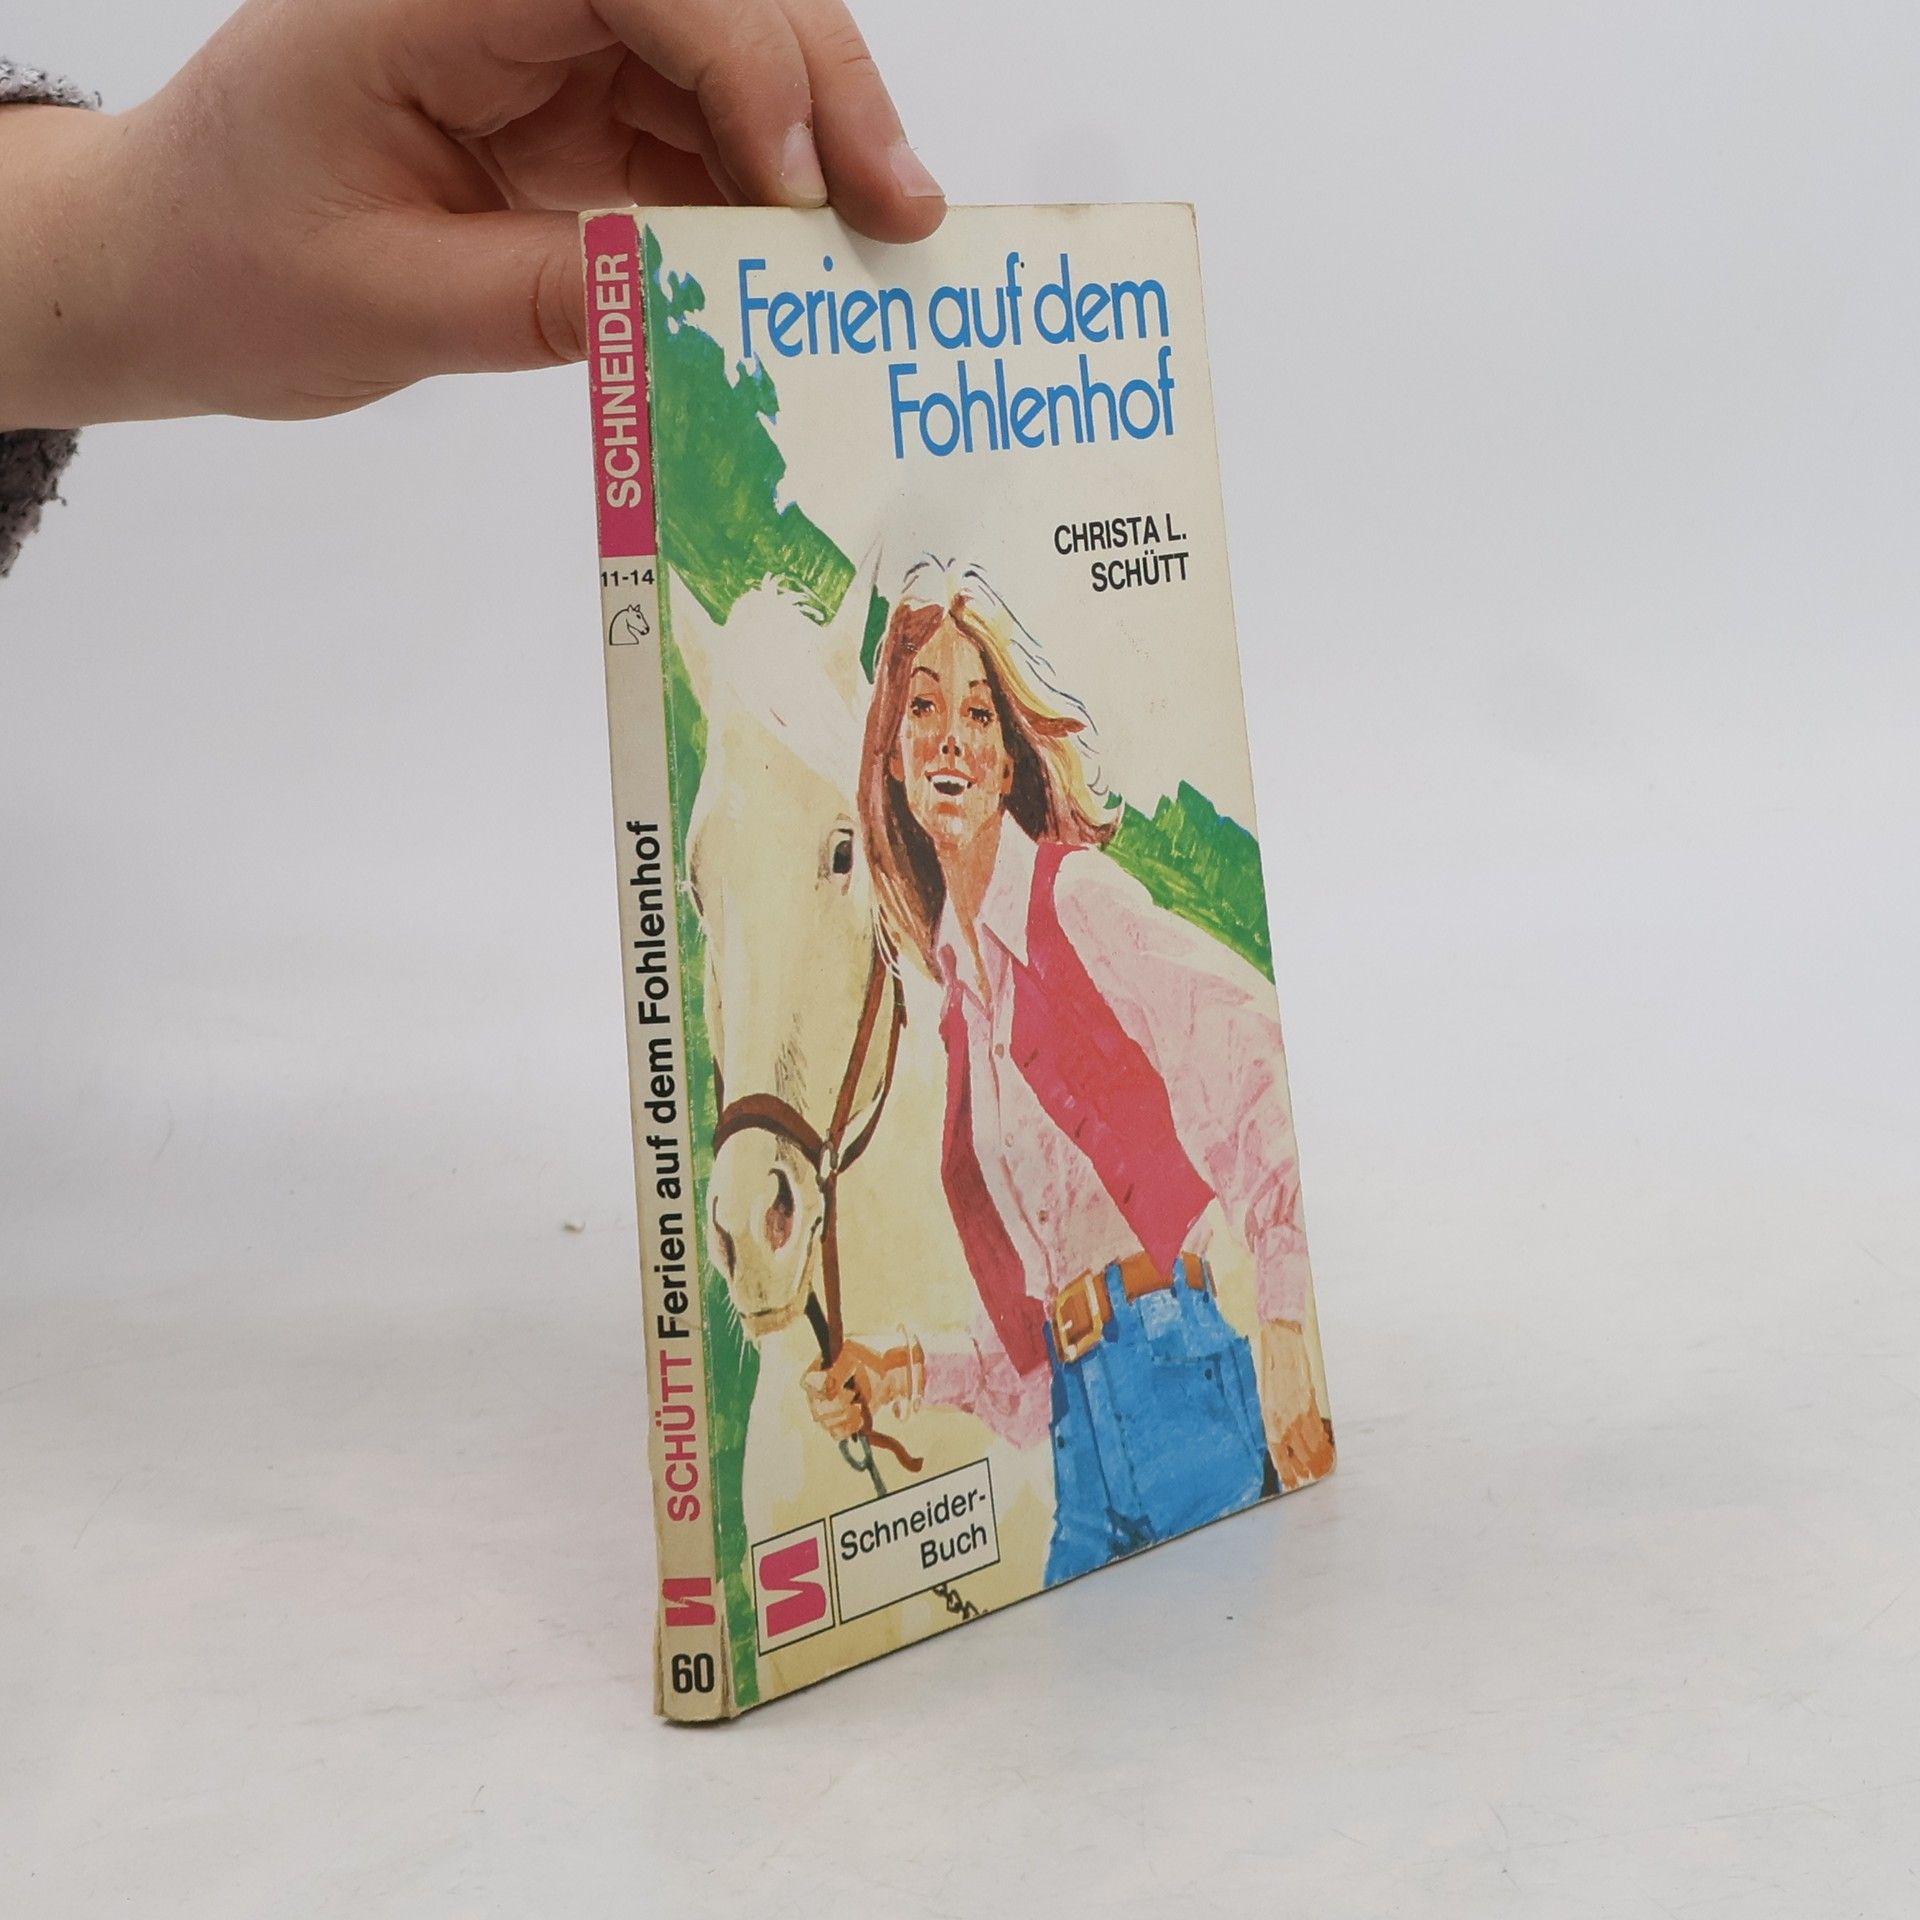 SCHNEIDER
11-14
SCHÜTT Ferien auf dem Fohlenhof
60
Ferien auf dem
Fohlenhof
CHRISTA L.
SCHÜTT
Schneider-
Buch